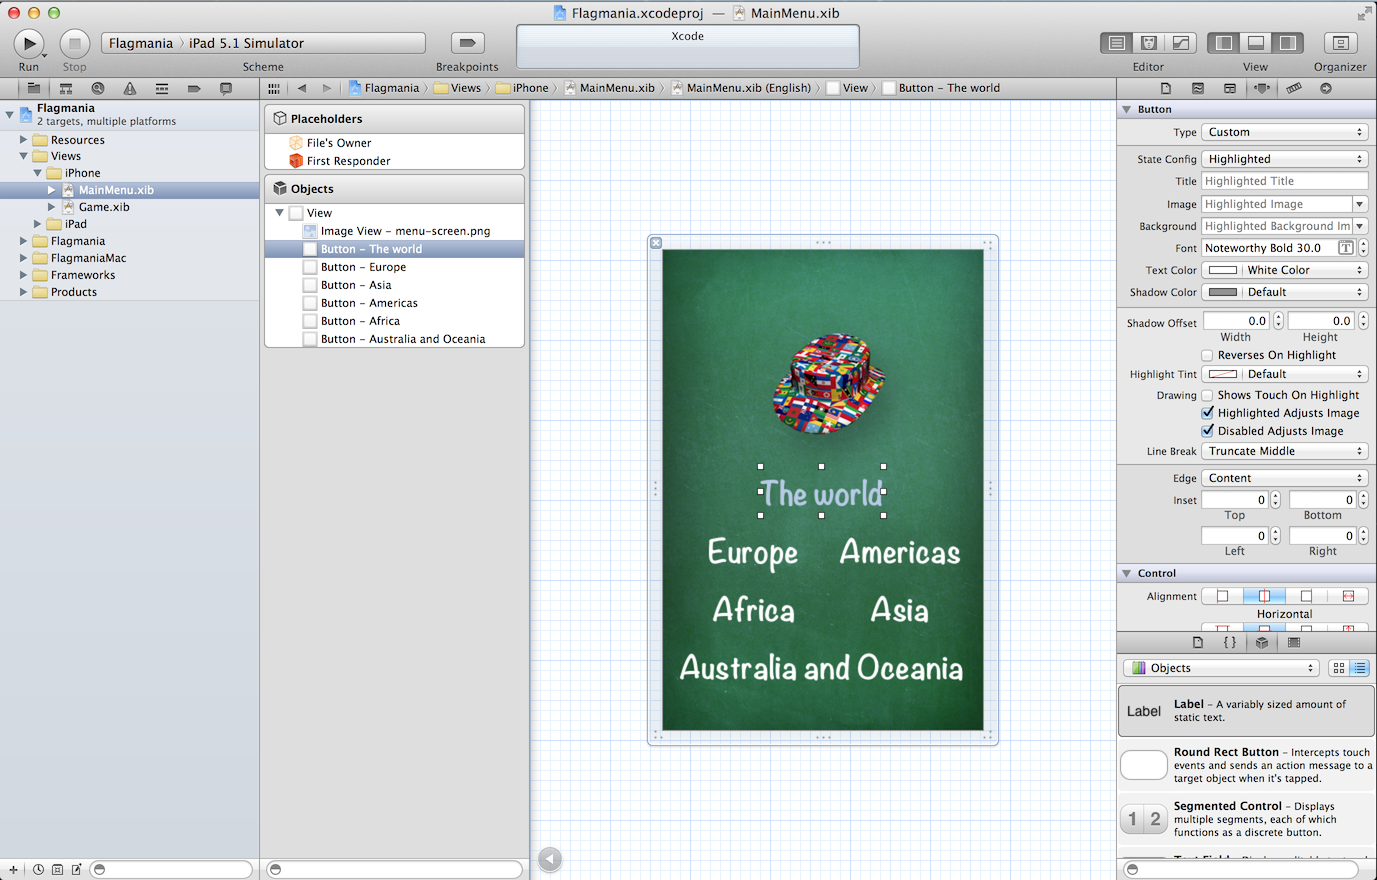 Flagmania.xcodeproj — MainMenu.xib
Flagmania 〉 iPad 5.1 Simulator
Xcode
Run
Stop
Scheme
Breakpoints
Editor
View
Organizer
Flagmania 〉 Views 〉 iPhone 〉 MainMenu.xib 〉 MainMenu.xib (English) 〉 View 〉 Button – The world
Flagmania
2 targets, multiple platforms
Resources
Views
iPhone
MainMenu.xib
Game.xib
iPad
Flagmania
FlagmaniaMac
Frameworks
Products
Placeholders
File's Owner
First Responder
Objects
View
Image View – menu-screen.png
Button – The world
Button – Europe
Button – Asia
Button – Americas
Button – Africa
Button – Australia and Oceania
The world
Europe Americas
Africa Asia
Australia and Oceania
Button
Type Custom
State Config Highlighted
Title Highlighted Title
Image Highlighted Image
Background Highlighted Background Im
Font Noteworthy Bold 30.0 T
Text Color White Color
Shadow Color Default
Shadow Offset 0.0 0.0
Width Height
Reverses On Highlight
Highlight Tint Default
Drawing Shows Touch On Highlight
Highlighted Adjusts Image
Disabled Adjusts Image
Line Break Truncate Middle
Edge Content
Inset 0 0
Top Bottom
0 0
Left Right
Control
Alignment
Horizontal
{ }
Objects
Label
Label – A variably sized amount of
static text.
Round Rect Button – Intercepts touch
events and sends an action message to a
target object when it's tapped.
1 2
Segmented Control – Displays
multiple segments, each of which
functions as a discrete button.